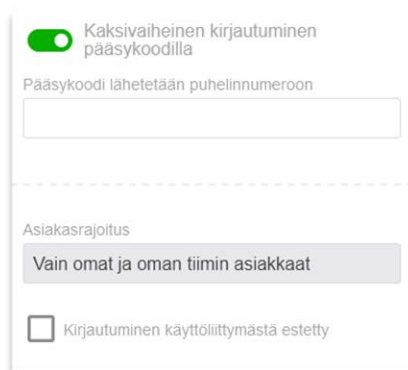 Kaksivaiheinen kirjautuminen
pääsykoodilla
Pääsykoodi lähetetään puhelinnumeroon
Asiakasrajoitus
Vain omat ja oman tiimin asiakkaat
Kirjautuminen käyttöliittymästä estetty